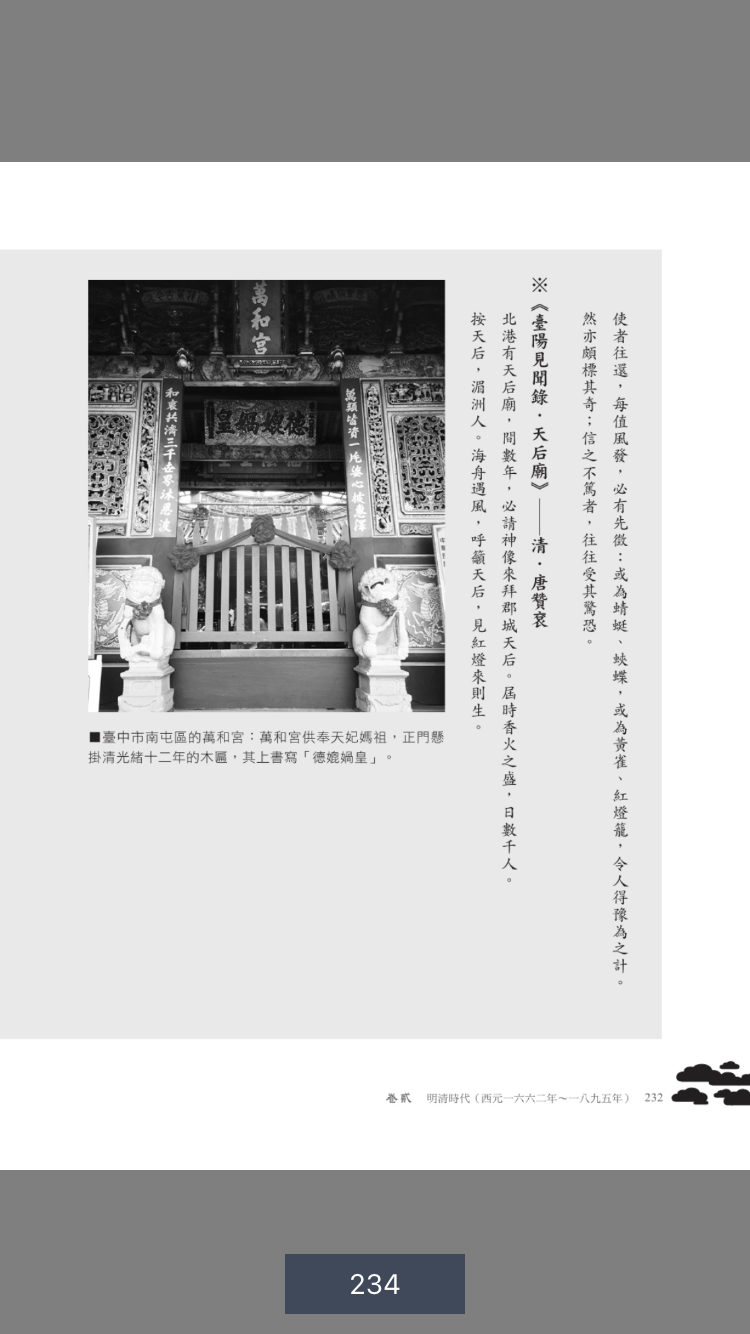 使者往還，每值風發，必有先徵：或為蜻蜓、蛺蝶，或為黃雀、紅燈籠，令人得豫為之計。
然亦頗標其奇；信之不篤者，往往受其驚恐。
※《臺陽見聞錄．天后廟》——清．唐贊袞
北港有天后廟，間數年，必請神像來拜郡城天后。屆時香火之盛，日數千人。
按天后，湄洲人。海舟遇風，呼籲天后，見紅燈來則生。
萬和宮
皇媧媲德
萬類皆資一片婆心披惠澤
和衷共濟三千世界沐慈波
■臺中市南屯區的萬和宮：萬和宮供奉天妃媽祖，正門懸
掛清光緒十二年的木匾，其上書寫「德媲媧皇」。
卷貳　明清時代（西元一六六二年～一八九五年）　232
234